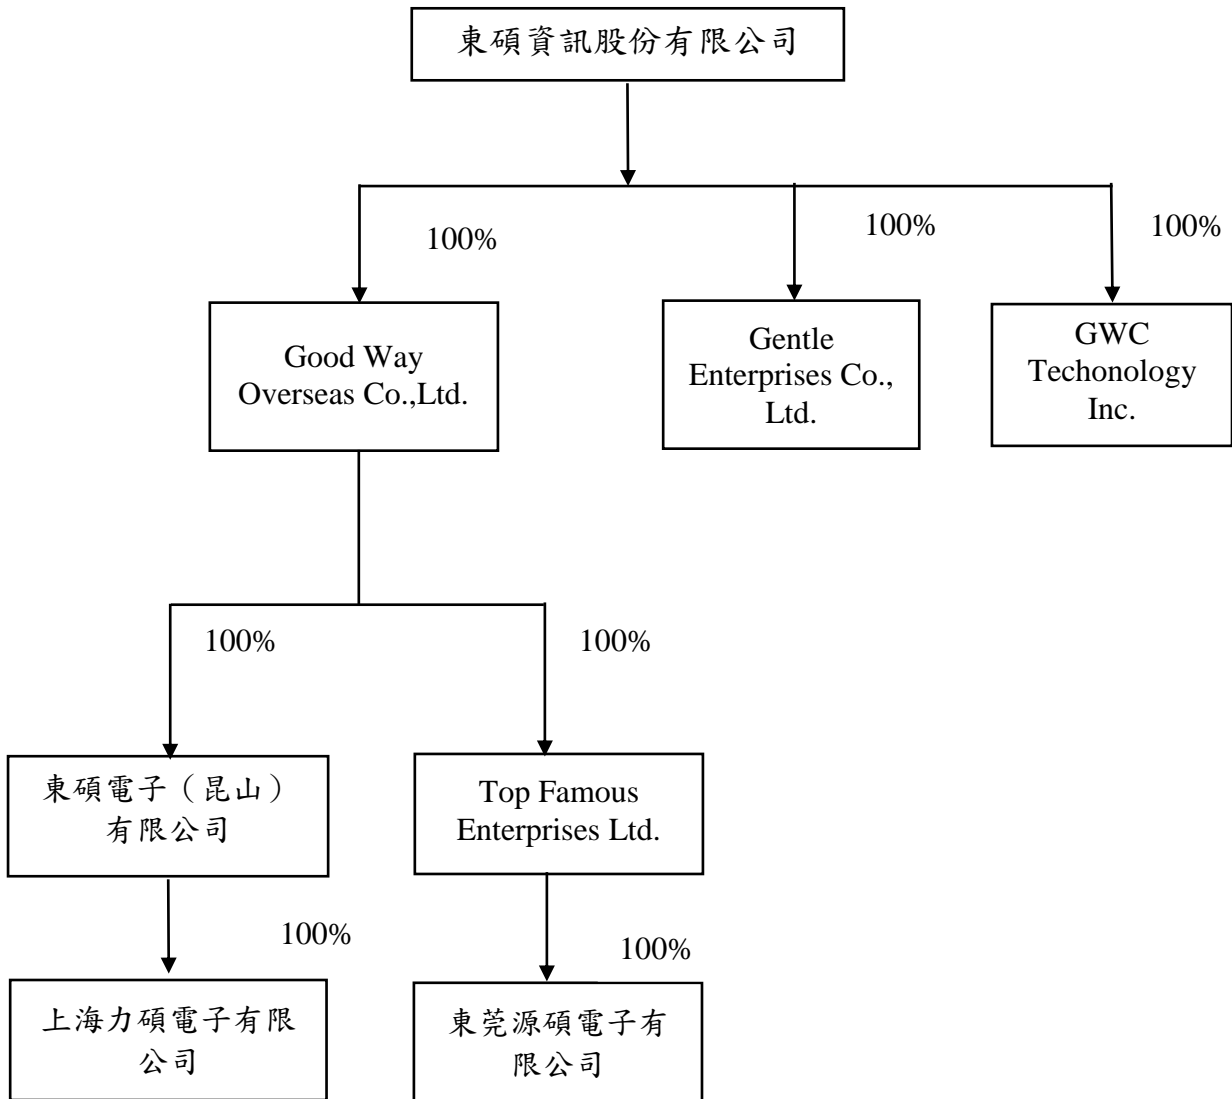 東碩資訊股份有限公司
100%
100%
100%
Good Way
Overseas Co.,Ltd.
Gentle
Enterprises Co.,
Ltd.
GWC
Techonology
Inc.
100%
100%
東碩電子（昆山）
有限公司
Top Famous
Enterprises Ltd.
100%
100%
上海力碩電子有限
公司
東莞源碩電子有
限公司